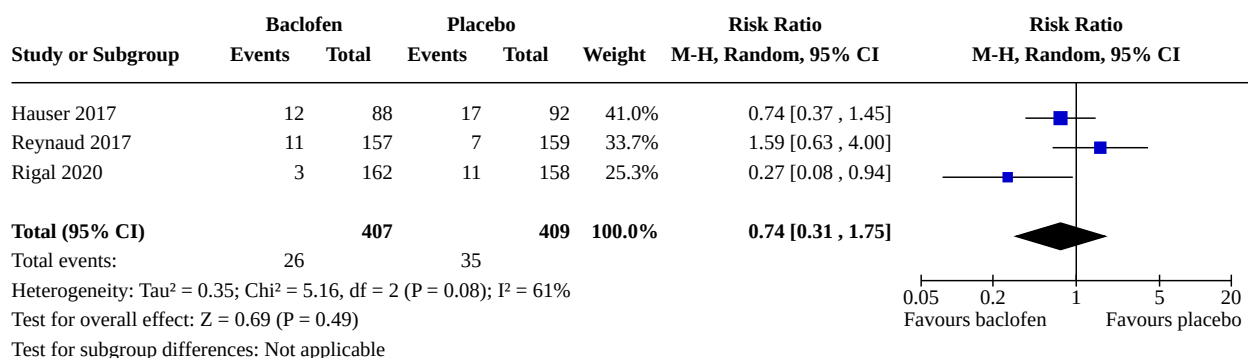 Baclofen Placebo Risk Ratio Risk Ratio
Study or Subgroup Events Total Events Total Weight M-H, Random, 95% CI M-H, Random, 95% CI
Hauser 2017 12 88 17 92 41.0% 0.74 [0.37 , 1.45]
Reynaud 2017 11 157 7 159 33.7% 1.59 [0.63 , 4.00]
Rigal 2020 3 162 11 158 25.3% 0.27 [0.08 , 0.94]
Total (95% CI) 407 409 100.0% 0.74 [0.31 , 1.75]
Total events: 26 35
Heterogeneity: Tau² = 0.35; Chi² = 5.16, df = 2 (P = 0.08); I² = 61%
Test for overall effect: Z = 0.69 (P = 0.49)
Test for subgroup differences: Not applicable
0.05 0.2 1 5 20
Favours baclofen Favours placebo